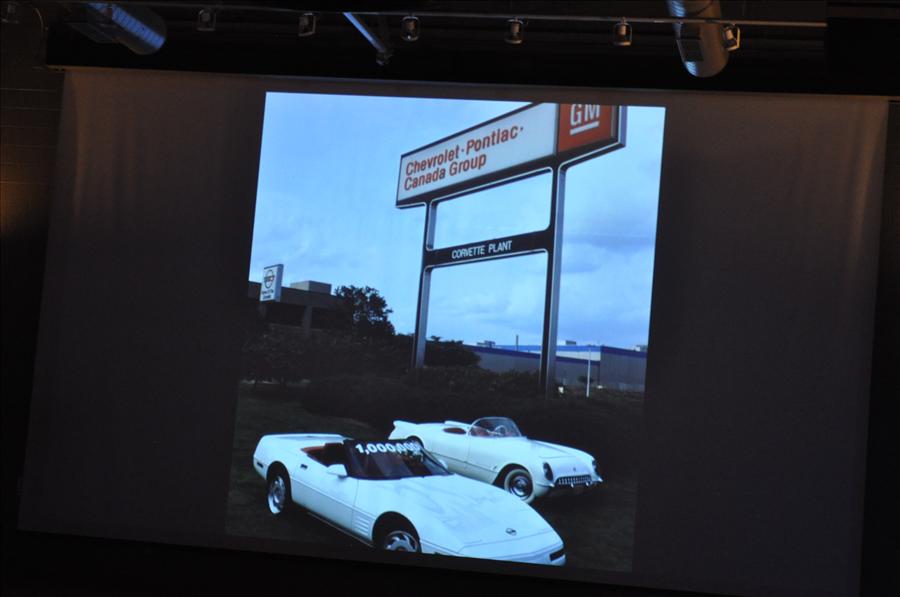 GM
Chevrolet·Pontiac·
Canada Group
CORVETTE PLANT
1,000,000